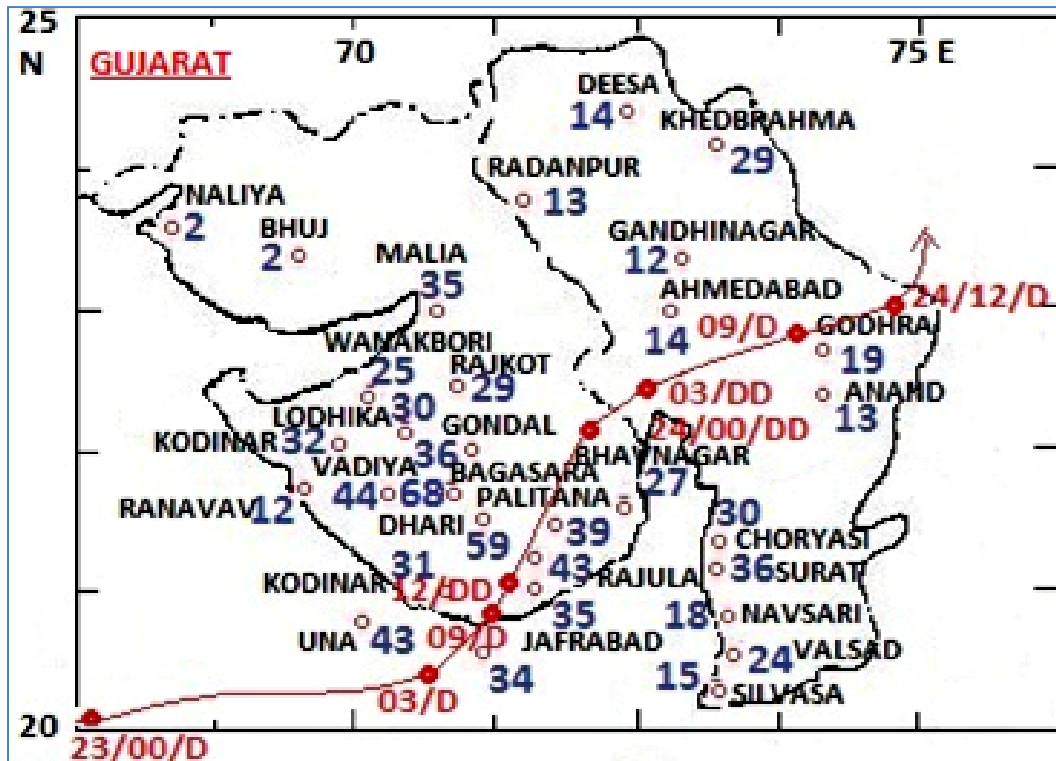 25
N
GUJARAT
70
75 E
DEESA
14
KHEDBRAHMA
29
RADANPUR
13
NALIYA
2
BHUJ
2
MALIA
35
GANDHINAGAR
12
AHMEDABAD
14
09/D
24/12/D
GODHRA
19
WANAKBORI
25
RAJKOT
29
03/DD
ANAND
13
LODHIKA
30
KODINAR 32
GONDAL
36
24/00/DD
BHAVNAGAR
27
VADIYA
44
BAGASARA
68
RANAVAV 12
PALITANA
39
DHARI
59
30
CHORYASI
KODINAR
31
12/DD
43
RAJULA
36 SURAT
35
18 NAVSARI
UNA 43
09/D
JAFRABAD
34
24 VALSAD
03/D
15 SILVASA
20
23/00/D